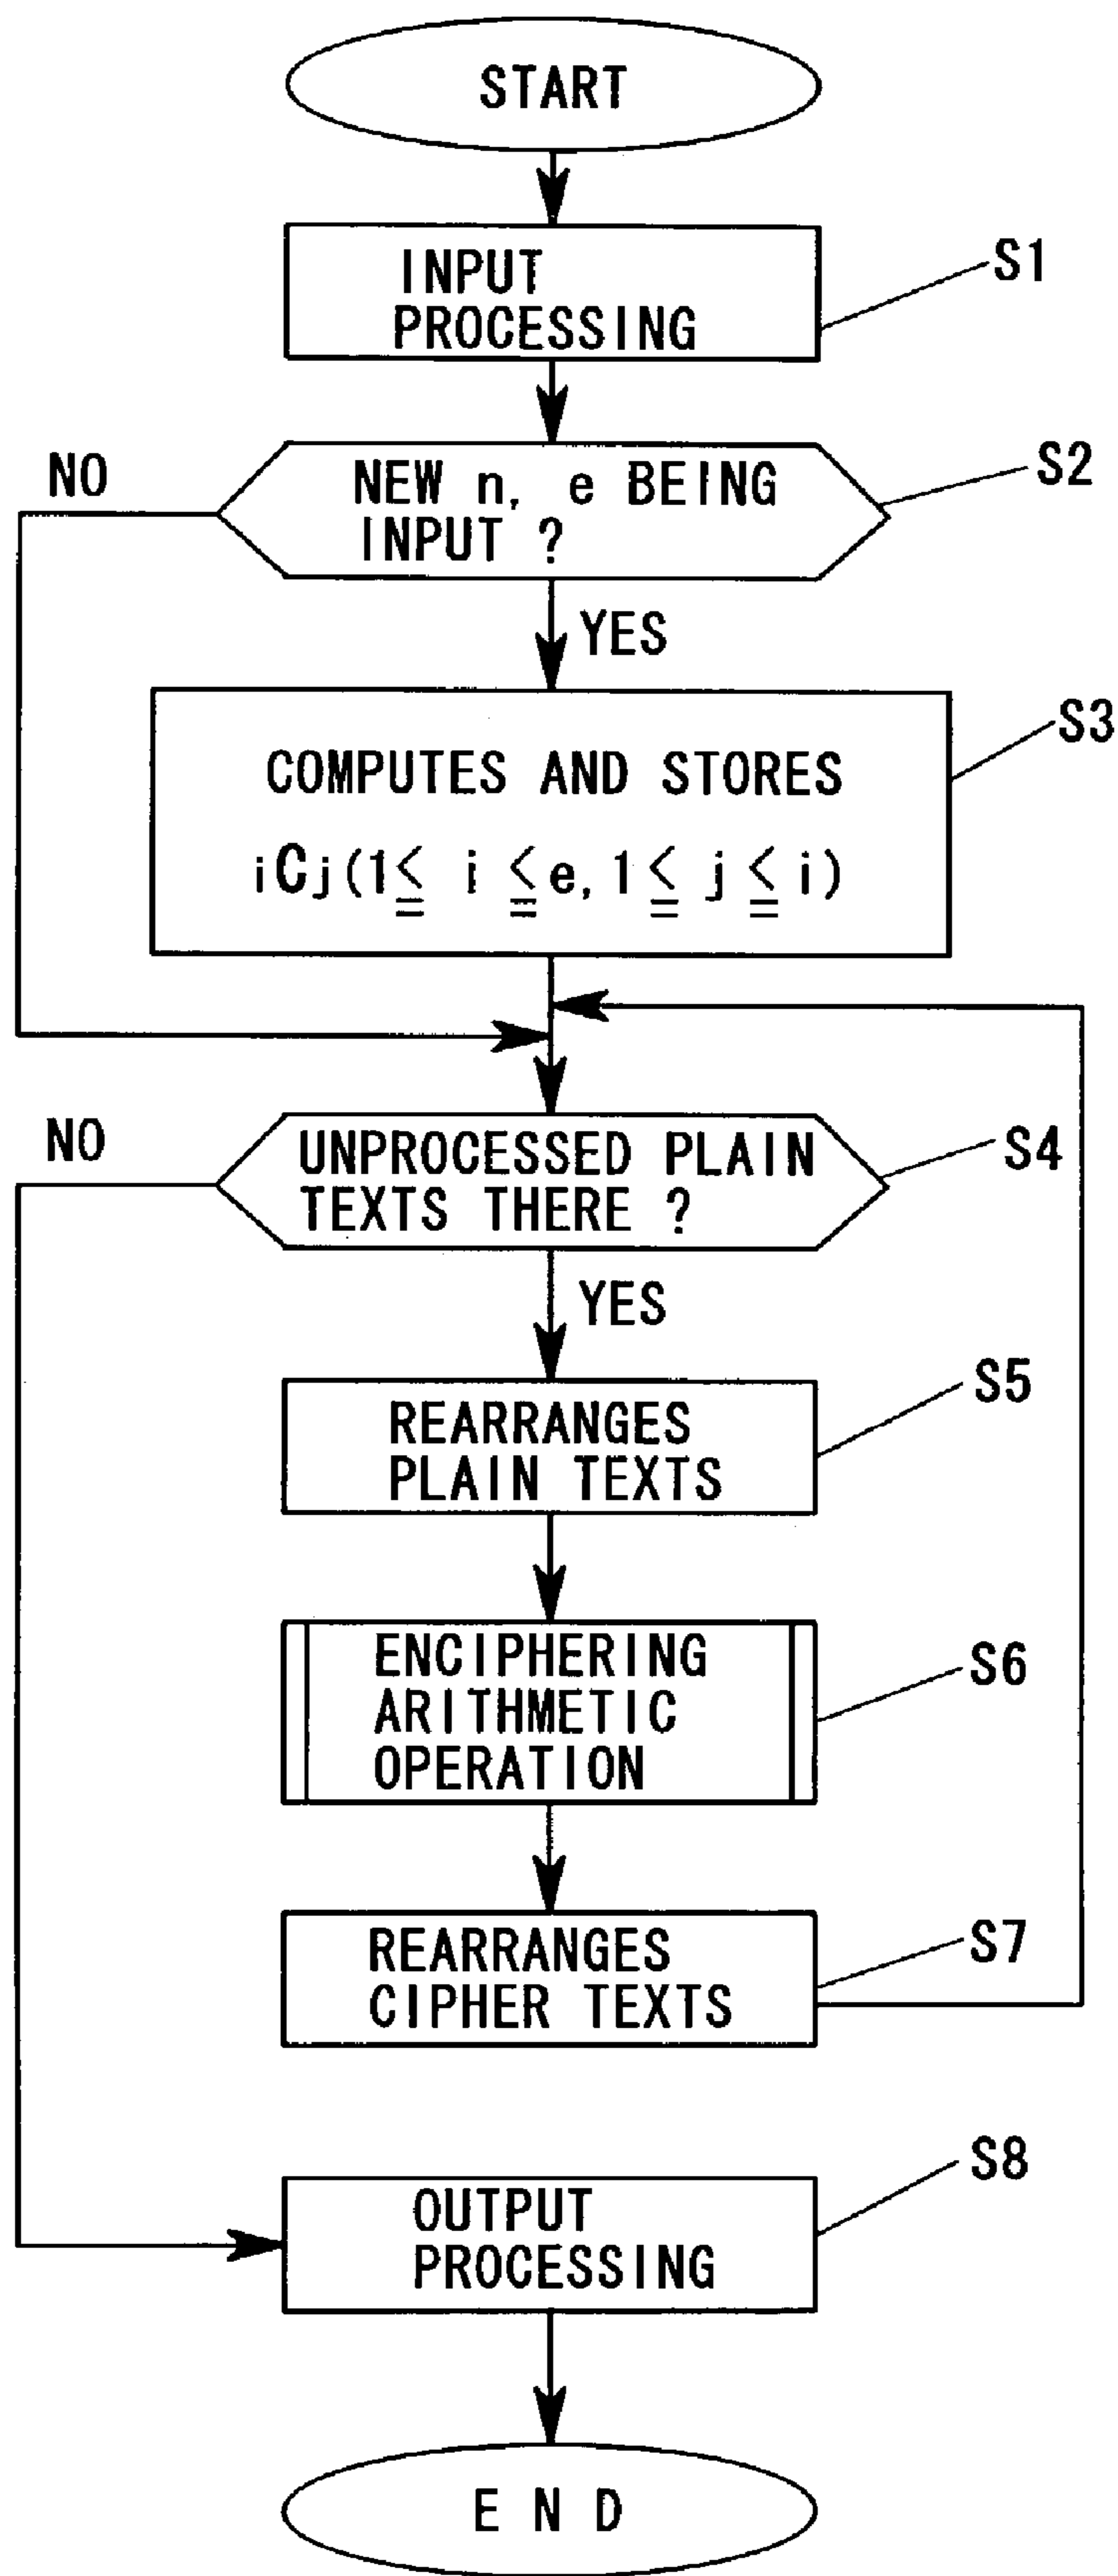 START
INPUT
PROCESSING
S1
NO
NEW n, e BEING
INPUT ?
S2
YES
S3
COMPUTES AND STORES
iCj(1≦ i ≦e, 1≦ j ≦i)
NO
UNPROCESSED PLAIN
TEXTS THERE ?
S4
YES
REARRANGES
PLAIN TEXTS
S5
ENCIPHERING
ARITHMETIC
OPERATION
S6
REARRANGES
CIPHER TEXTS
S7
OUTPUT
PROCESSING
S8
E N D